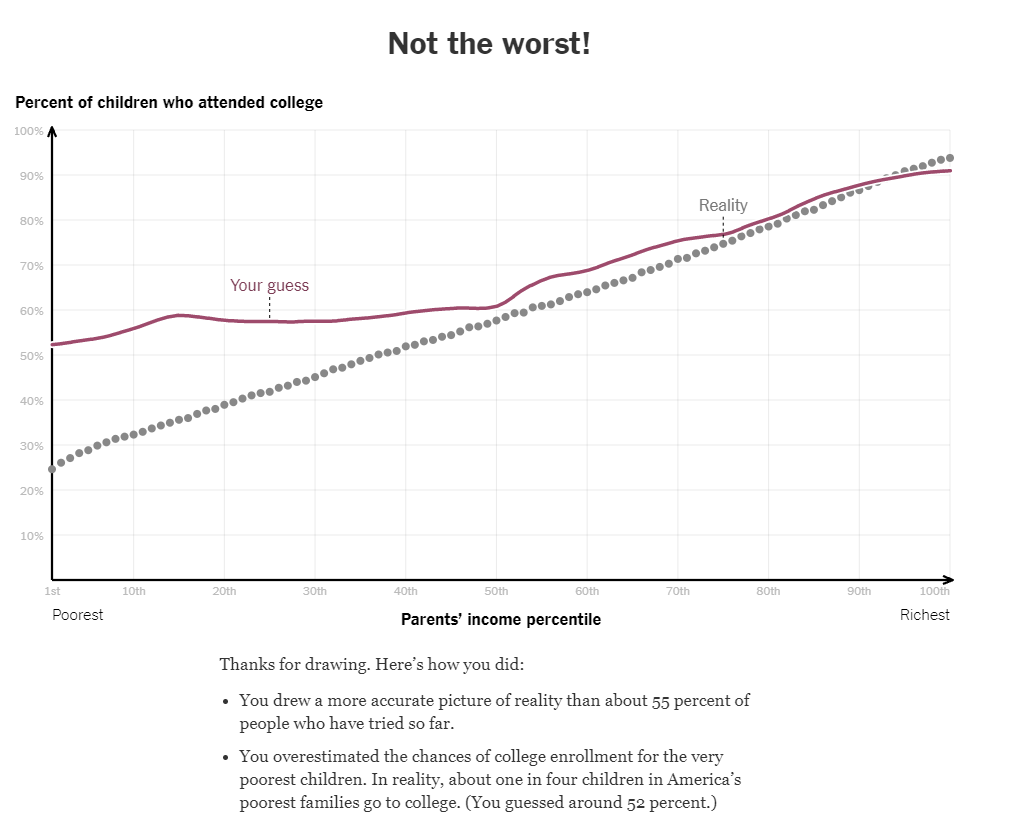 Not the worst!
Percent of children who attended college
100%
90%
80%
70%
60%
50%
40%
30%
20%
10%
Reality
Your guess
1st 10th 20th 30th 40th 50th 60th 70th 80th 90th 100th
Poorest Parents’ income percentile Richest
Thanks for drawing. Here’s how you did:
• You drew a more accurate picture of reality than about 55 percent of
people who have tried so far.
• You overestimated the chances of college enrollment for the very
poorest children. In reality, about one in four children in America’s
poorest families go to college. (You guessed around 52 percent.)